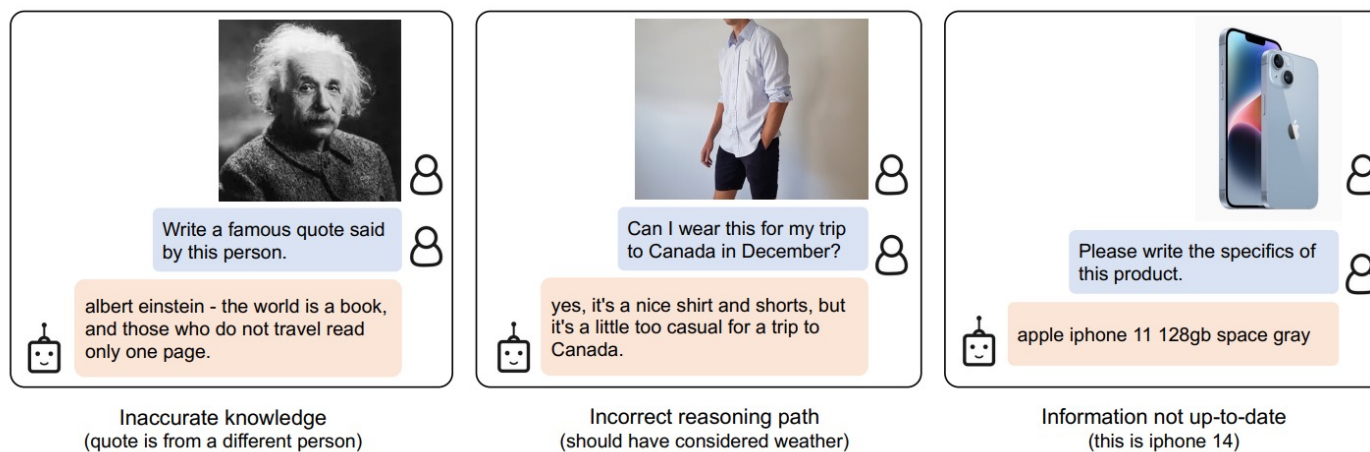 Write a famous quote said
by this person.
albert einstein - the world is a book,
and those who do not travel read
only one page.
Inaccurate knowledge
(quote is from a different person)
Can I wear this for my trip
to Canada in December?
yes, it's a nice shirt and shorts, but
it's a little too casual for a trip to
Canada.
Incorrect reasoning path
(should have considered weather)
Please write the specifics of
this product.
apple iphone 11 128gb space gray
Information not up-to-date
(this is iphone 14)